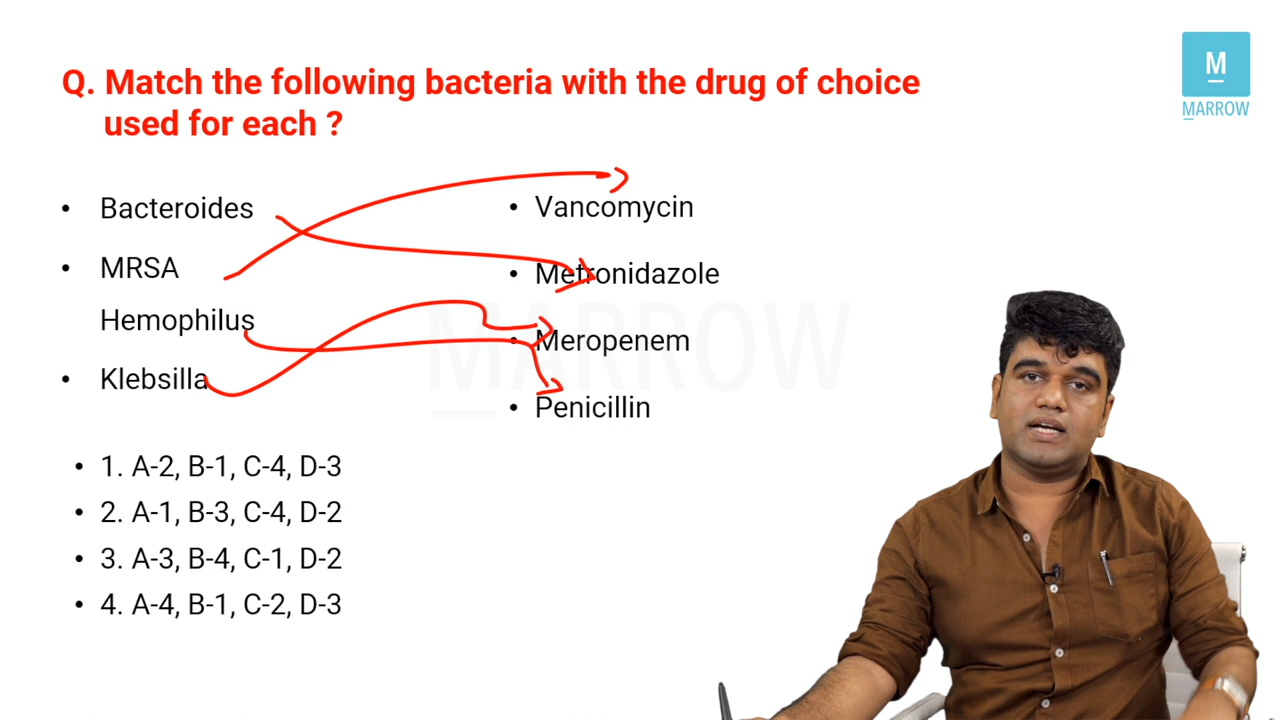 Q. Match the following bacteria with the drug of choice
used for each ?
M
MARROW
• Bacteroides
• MRSA
Hemophilus
• Klebsilla
• Vancomycin
• Metronidazole
• Meropenem
• Penicillin
MARROW
• 1. A-2, B-1, C-4, D-3
• 2. A-1, B-3, C-4, D-2
• 3. A-3, B-4, C-1, D-2
• 4. A-4, B-1, C-2, D-3